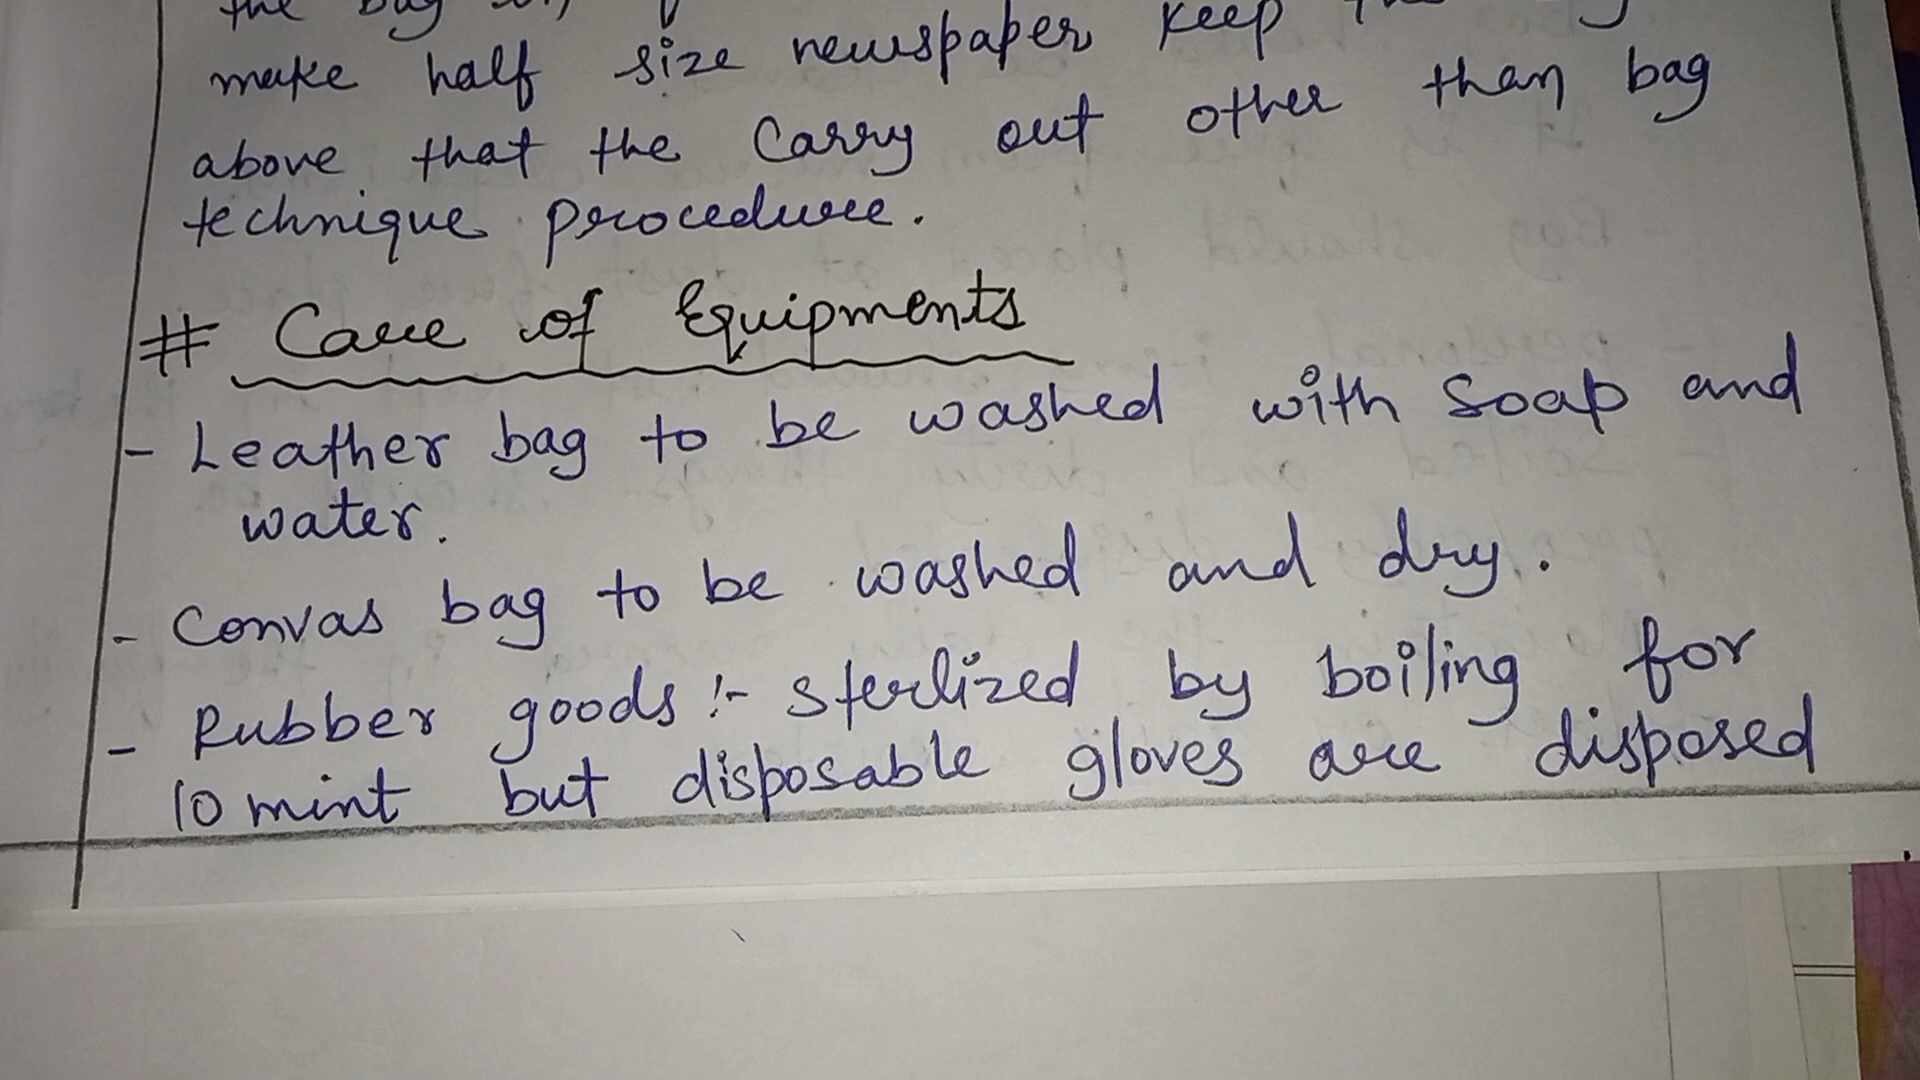 the bag
make half size newspaper keep
above that the carry out other than bag
technique procedure.
# Care of Equipments
- Leather bag to be washed with soap and
water.
- Convas bag to be washed and dry.
- Rubber goods :- sterlized by boiling for
10 mint but disposable gloves are disposed